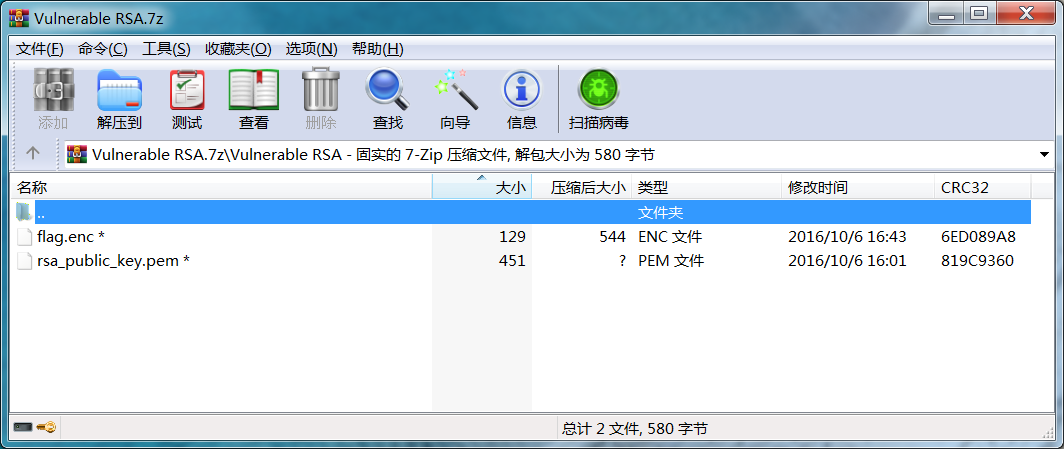 Vulnerable RSA.7z
文件(F) 命令(C) 工具(S) 收藏夹(O) 选项(N) 帮助(H)
添加 解压到 测试 查看 删除 查找 向导 信息 扫描病毒
Vulnerable RSA.7z\Vulnerable RSA - 固实的 7-Zip 压缩文件, 解包大小为 580 字节
名称 大小 压缩后大小 类型 修改时间 CRC32
.. 文件夹
flag.enc * 129 544 ENC 文件 2016/10/6 16:43 6ED089A8
rsa_public_key.pem * 451 ? PEM 文件 2016/10/6 16:01 819C9360
总计 2 文件, 580 字节